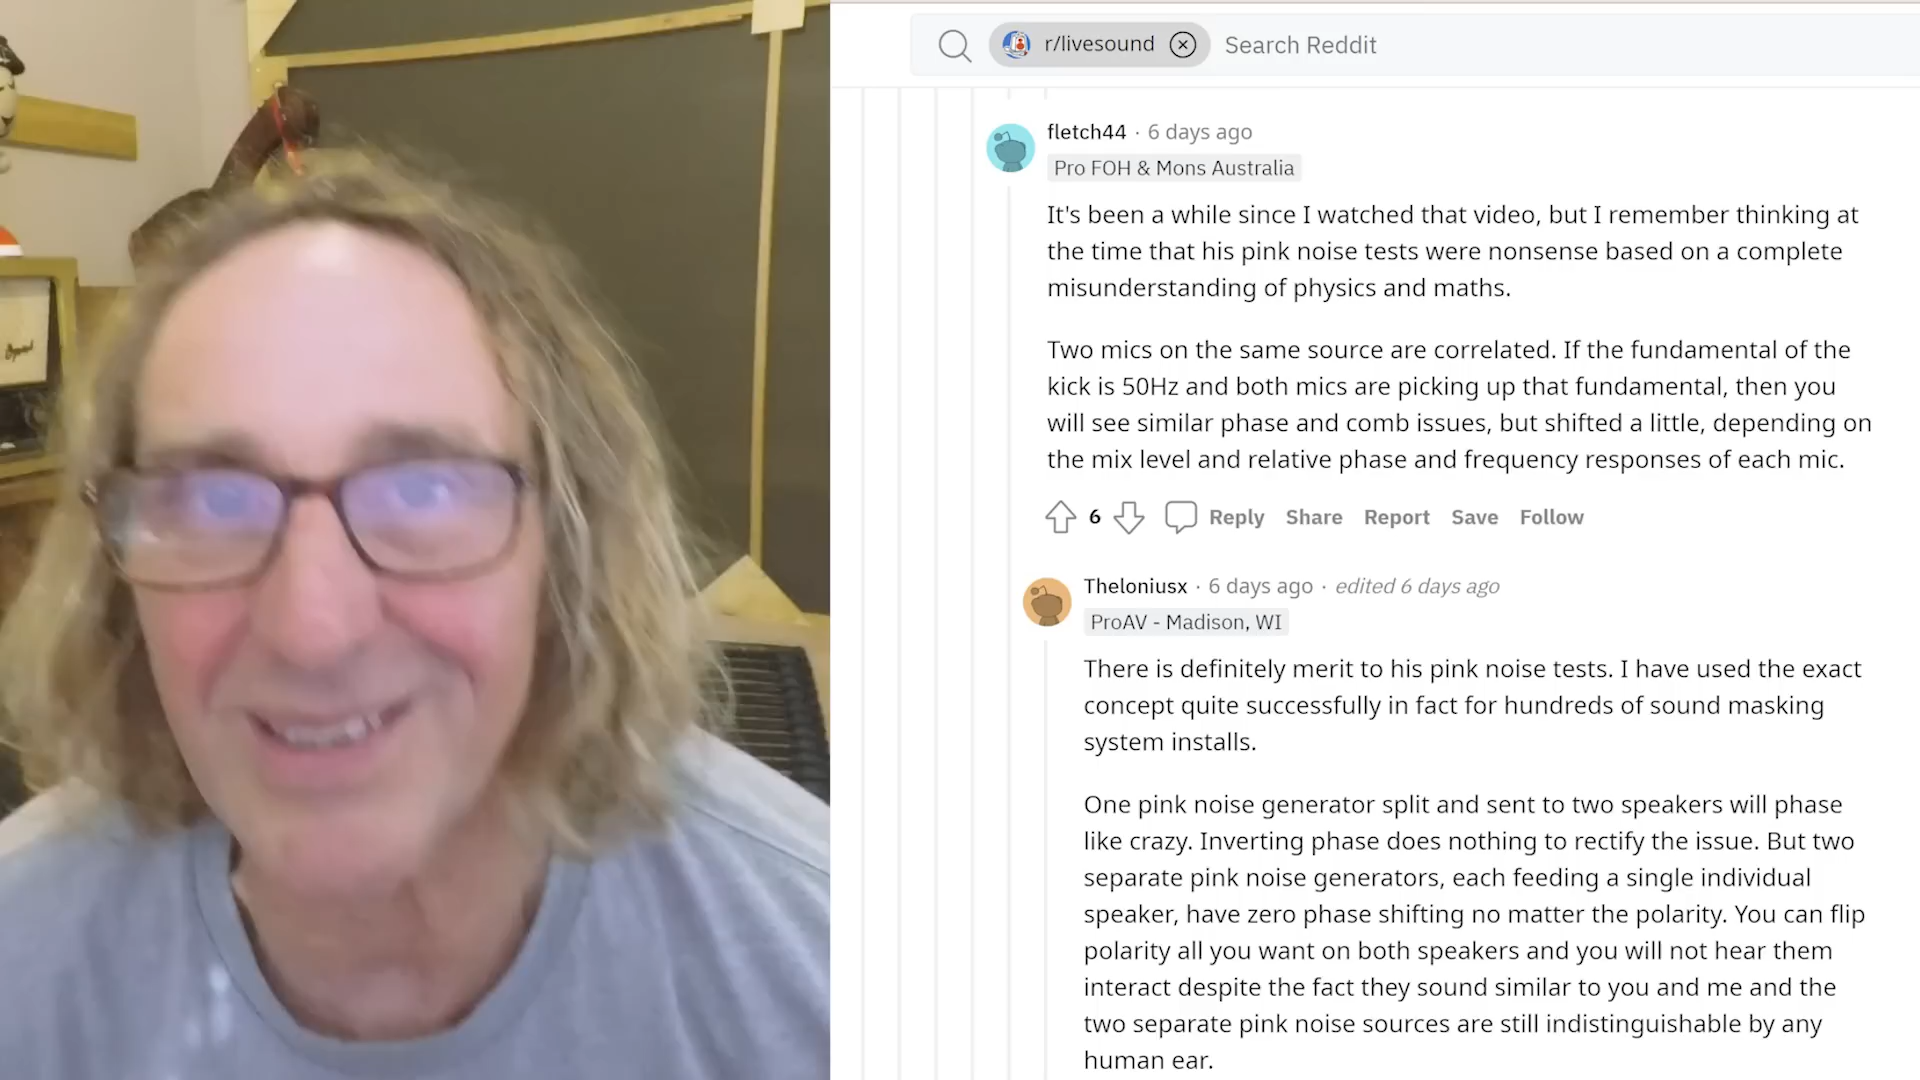 r/livesound Search Reddit
fletch44 · 6 days ago
Pro FOH & Mons Australia
It's been a while since I watched that video, but I remember thinking at
the time that his pink noise tests were nonsense based on a complete
misunderstanding of physics and maths.
Two mics on the same source are correlated. If the fundamental of the
kick is 50Hz and both mics are picking up that fundamental, then you
will see similar phase and comb issues, but shifted a little, depending on
the mix level and relative phase and frequency responses of each mic.
6 Reply Share Report Save Follow
Theloniusx · 6 days ago · edited 6 days ago
ProAV - Madison, WI
There is definitely merit to his pink noise tests. I have used the exact
concept quite successfully in fact for hundreds of sound masking
system installs.
One pink noise generator split and sent to two speakers will phase
like crazy. Inverting phase does nothing to rectify the issue. But two
separate pink noise generators, each feeding a single individual
speaker, have zero phase shifting no matter the polarity. You can flip
polarity all you want on both speakers and you will not hear them
interact despite the fact they sound similar to you and me and the
two separate pink noise sources are still indistinguishable by any
human ear.